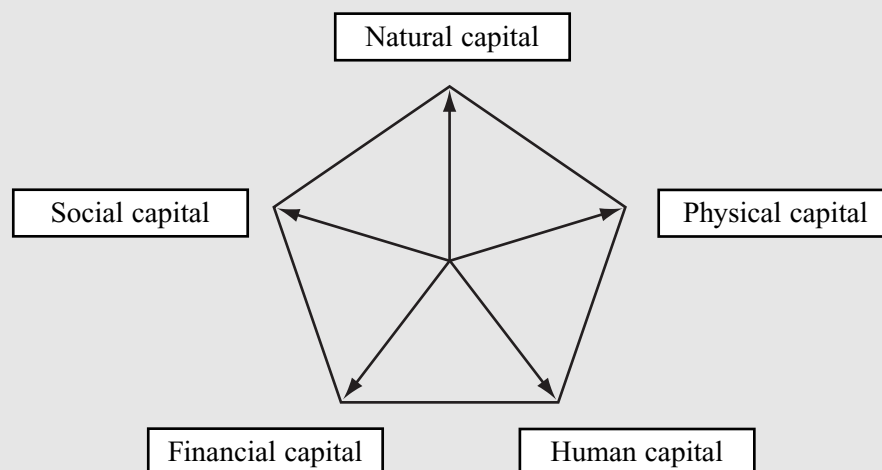 Natural capital
Social capital
Physical capital
Financial capital
Human capital